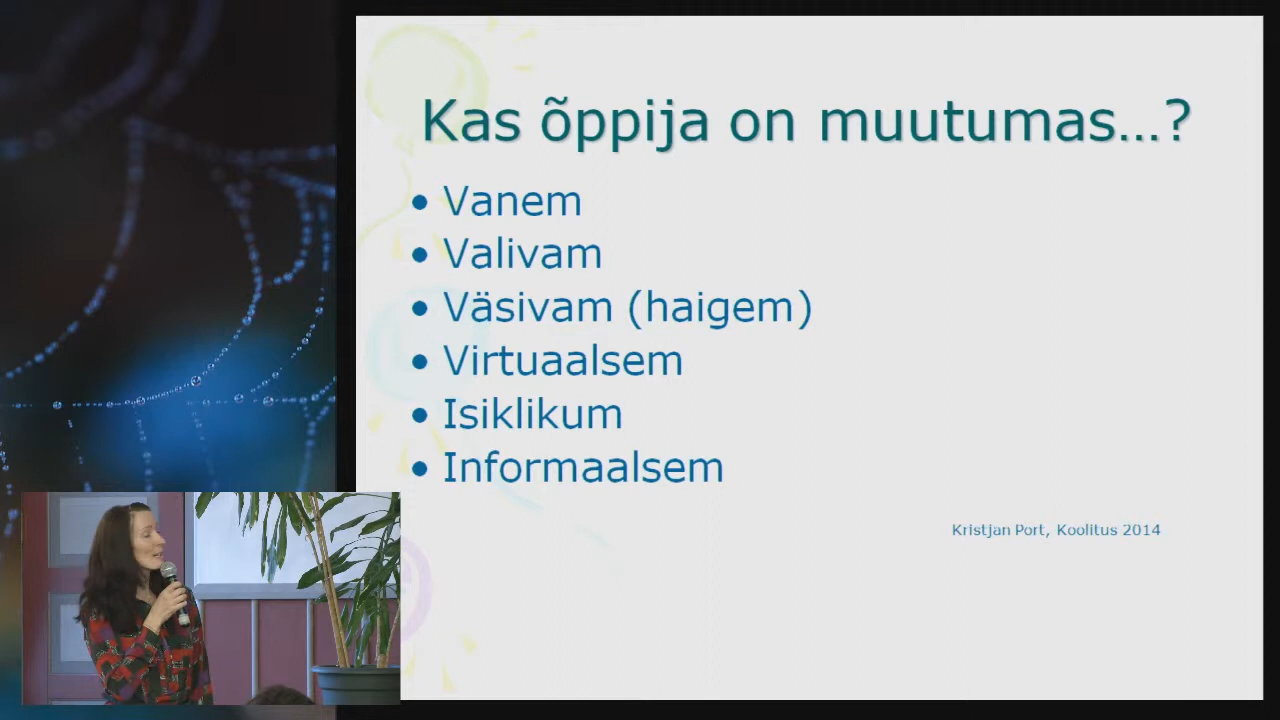 Kas õppija on muutumas…?
• Vanem
• Valivam
• Väsivam (haigem)
• Virtuaalsem
• Isiklikum
• Informaalsem
Kristjan Port, Koolitus 2014